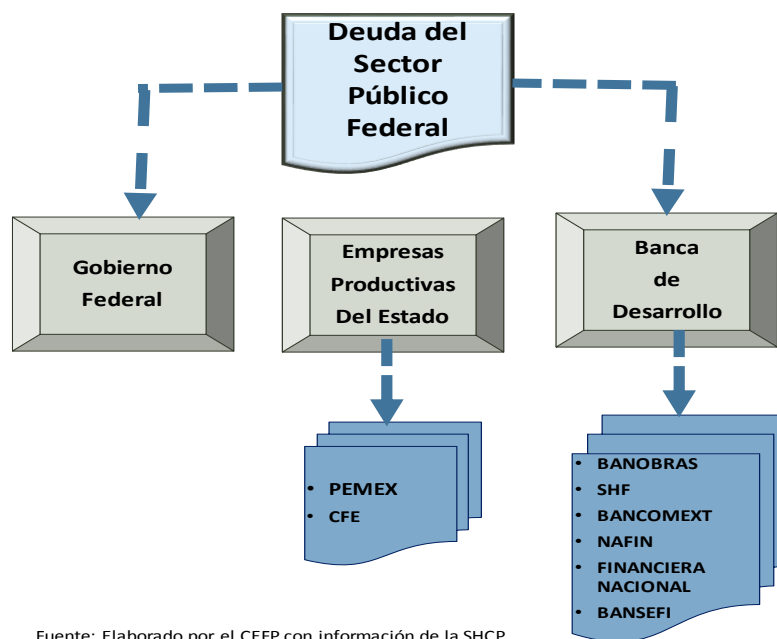 Deuda del
Sector
Público
Federal
Gobierno
Federal
Empresas
Productivas
Del Estado
Banca
de
Desarrollo
• PEMEX
• CFE
• BANOBRAS
• SHF
• BANCOMEXT
• NAFIN
• FINANCIERA
NACIONAL
• BANSEFI
Fuente: Elaborado por el CEFP con información de la SHCP